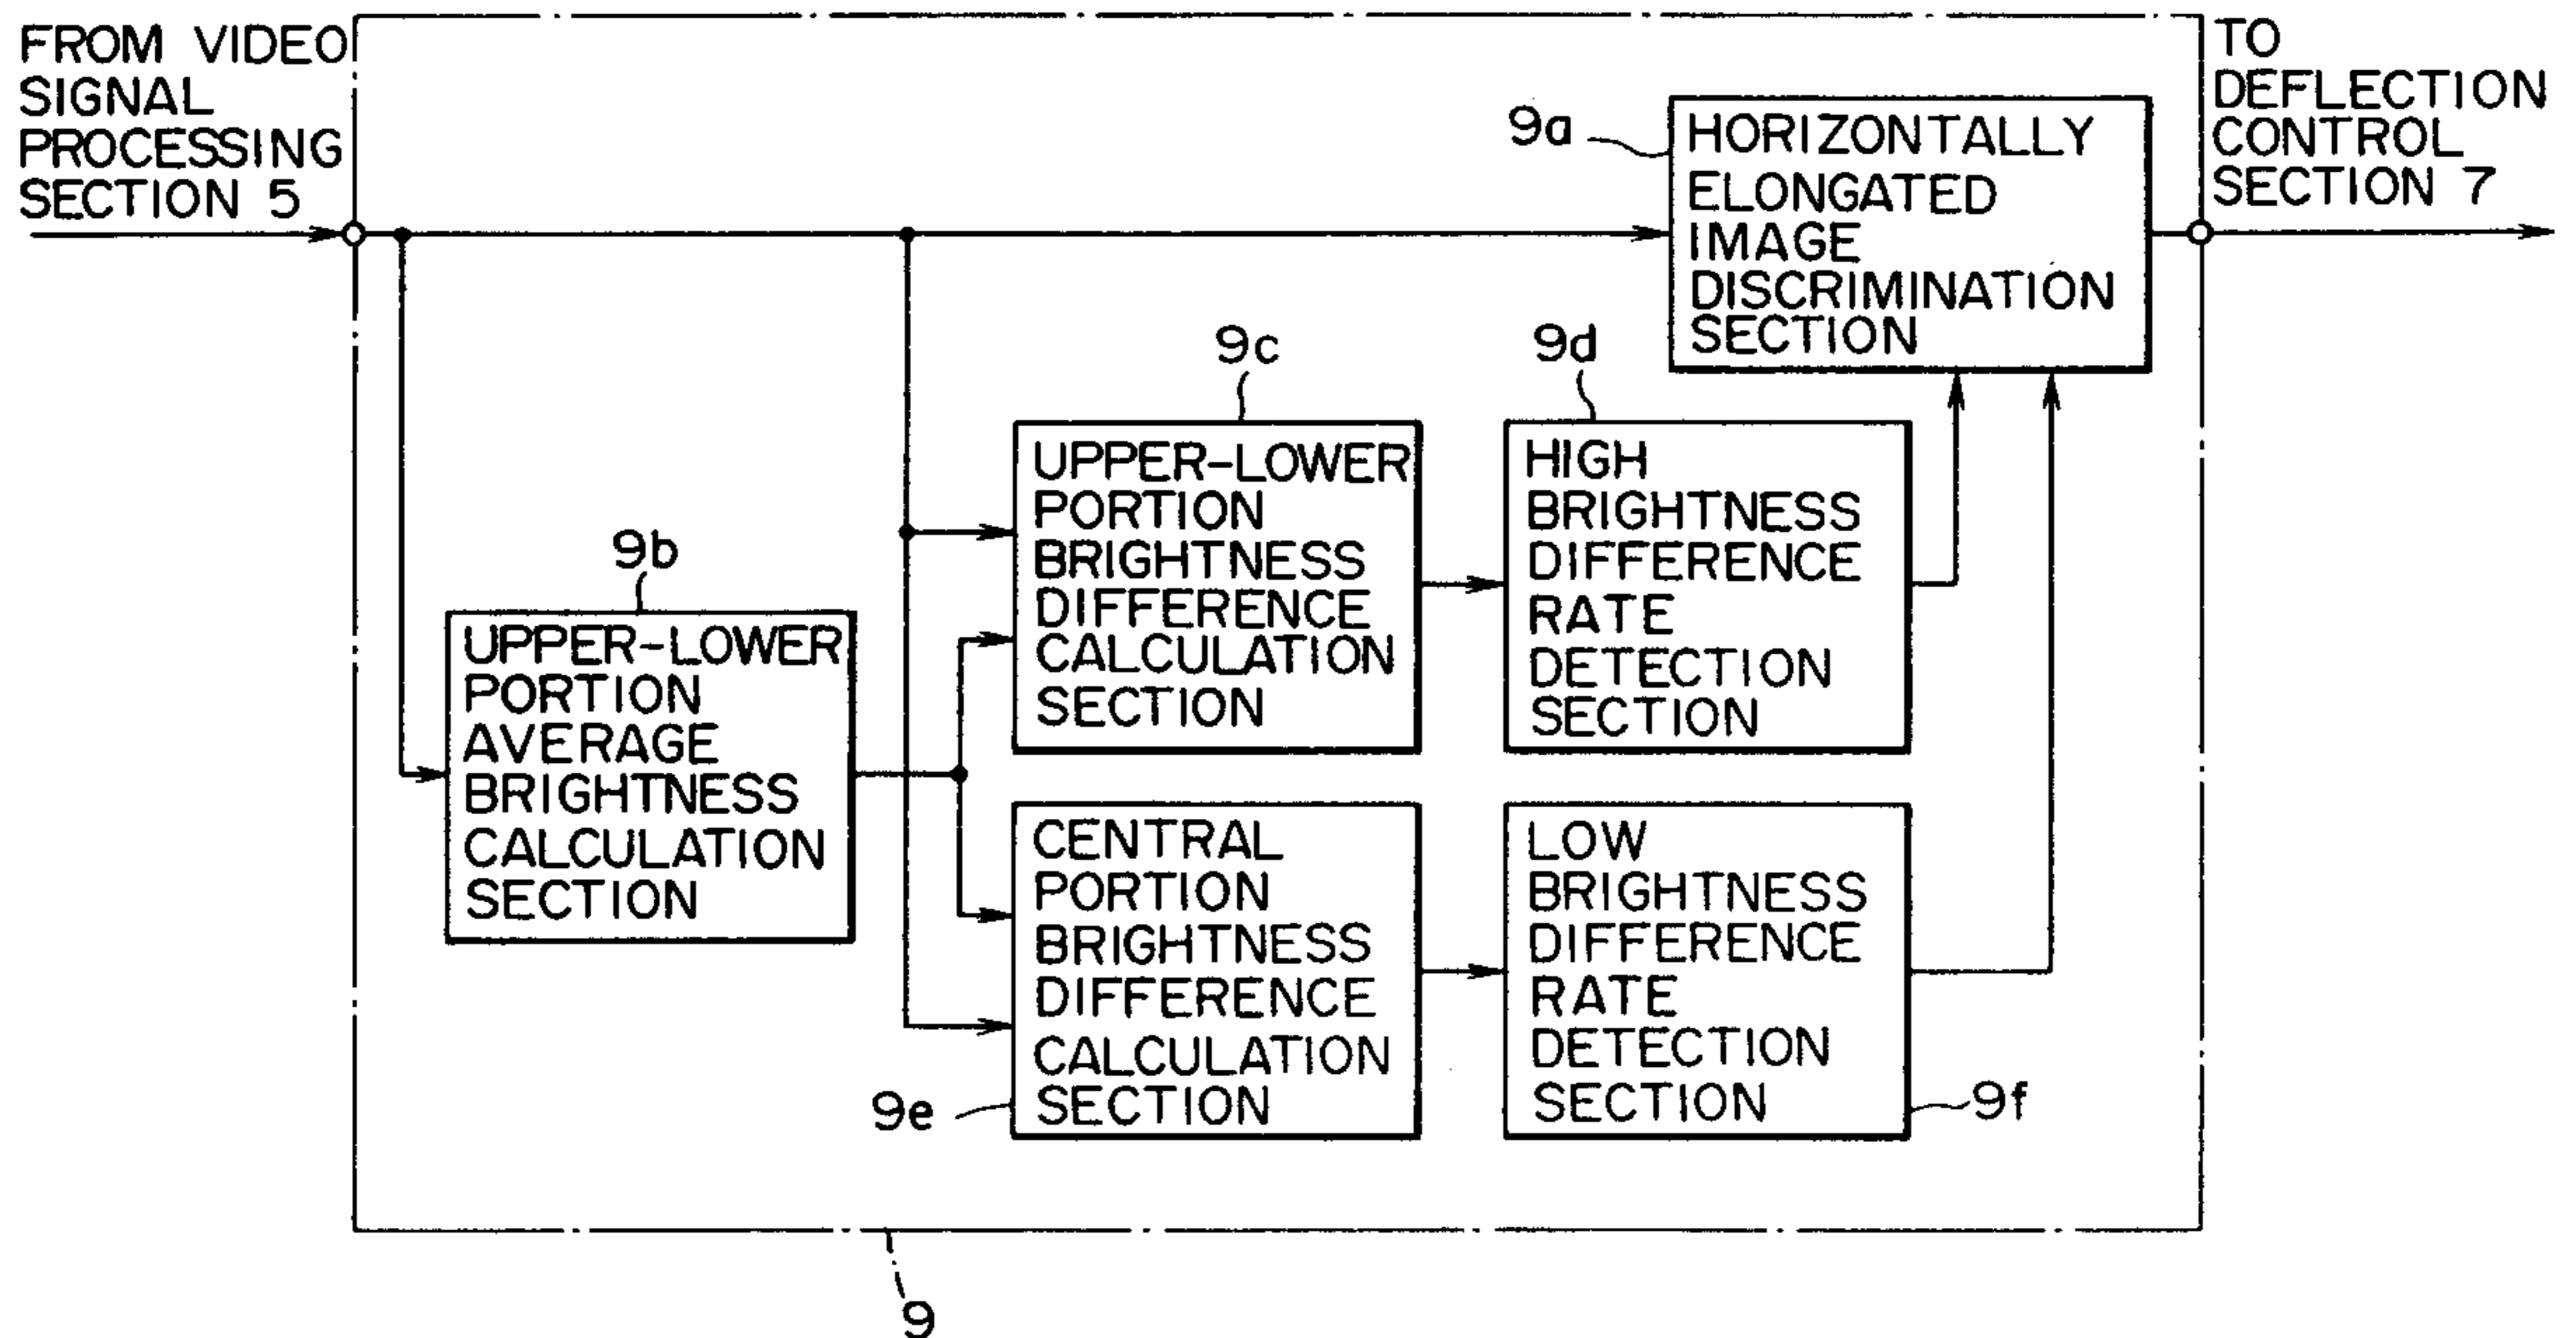 FROM VIDEO
SIGNAL
PROCESSING
SECTION 5
TO
DEFLECTION
CONTROL
SECTION 7
9a
HORIZONTALLY
ELONGATED
IMAGE
DISCRIMINATION
SECTION
9b
UPPER-LOWER
PORTION
AVERAGE
BRIGHTNESS
CALCULATION
SECTION
9c
UPPER-LOWER
PORTION
BRIGHTNESS
DIFFERENCE
CALCULATION
SECTION
9d
HIGH
BRIGHTNESS
DIFFERENCE
RATE
DETECTION
SECTION
9e
CENTRAL
PORTION
BRIGHTNESS
DIFFERENCE
CALCULATION
SECTION
LOW
BRIGHTNESS
DIFFERENCE
RATE
DETECTION
SECTION
9f
9